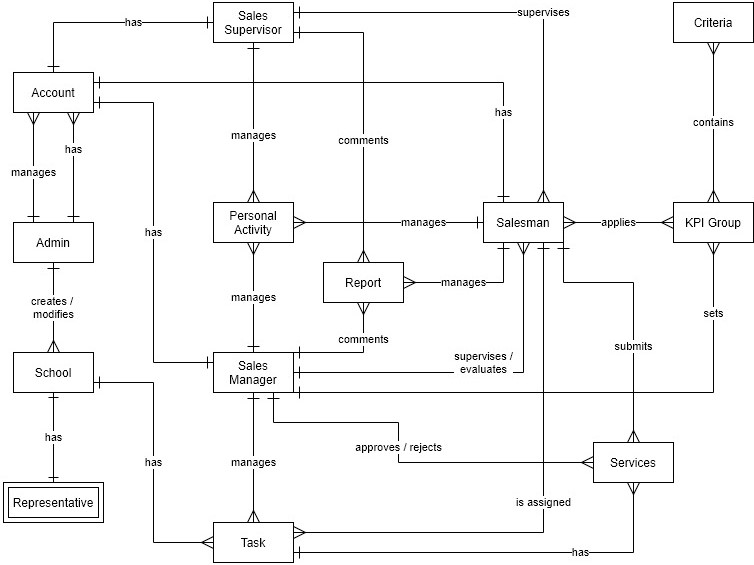 Sales
Supervisor
supervises
Criteria
has
Account
has
contains
manages
comments
has
manages
Personal
Activity
manages
Salesman
applies
KPI Group
has
Admin
Report
manages
manages
creates /
modifies
sets
comments
submits
School
Sales
Manager
supervises /
evaluates
has
approves / rejects
has
manages
Services
Representative
is assigned
Task
has